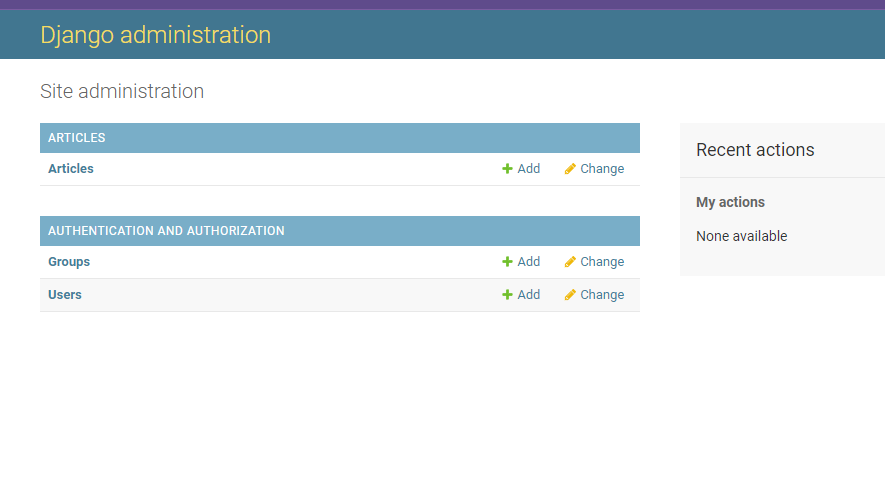 Django administration
Site administration
ARTICLES
Articles Add Change
AUTHENTICATION AND AUTHORIZATION
Groups Add Change
Users Add Change
Recent actions
My actions
None available